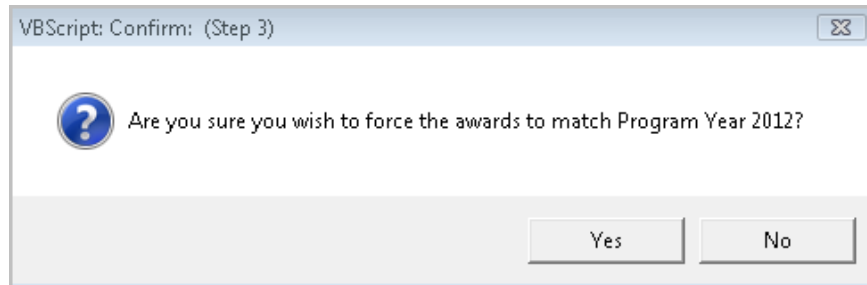 VBScript: Confirm: (Step 3)
Are you sure you wish to force the awards to match Program Year 2012?
Yes No